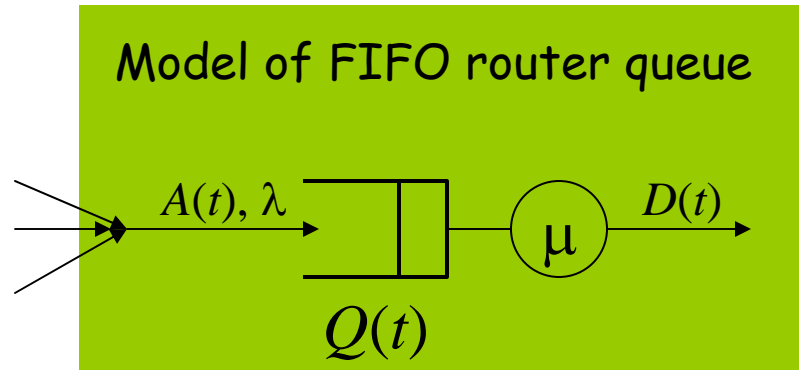 Model of FIFO router queue
A(t), λ
μ
D(t)
Q(t)